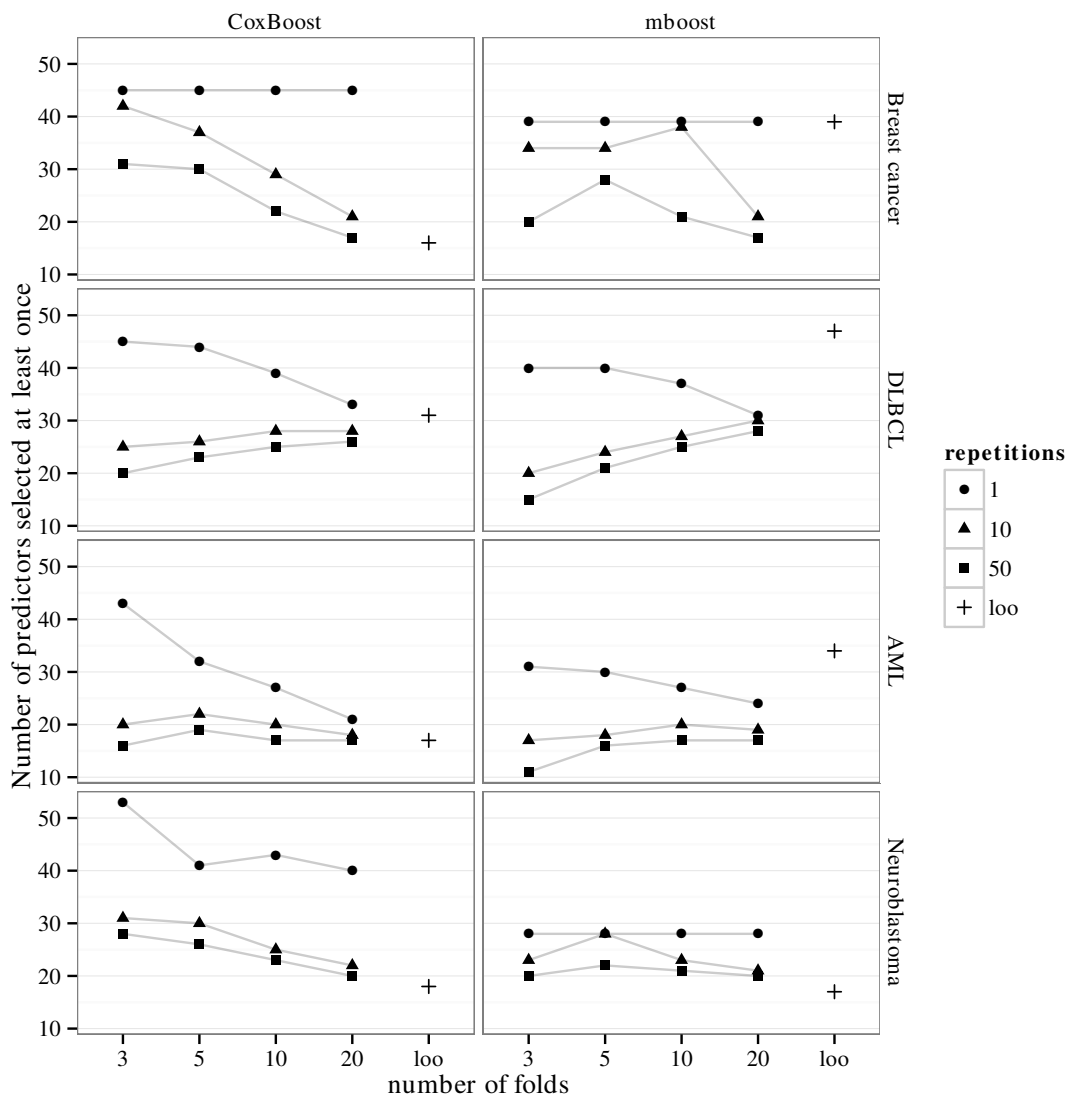 CoxBoost mboost
Number of predictors selected at least once
50
40
30
20
10
Breast cancer
50
40
30
20
10
DLBCL
50
40
30
20
10
AML
50
40
30
20
10
Neuroblastoma
3 5 10 20 loo 3 5 10 20 loo
number of folds
repetitions
1
10
50
loo